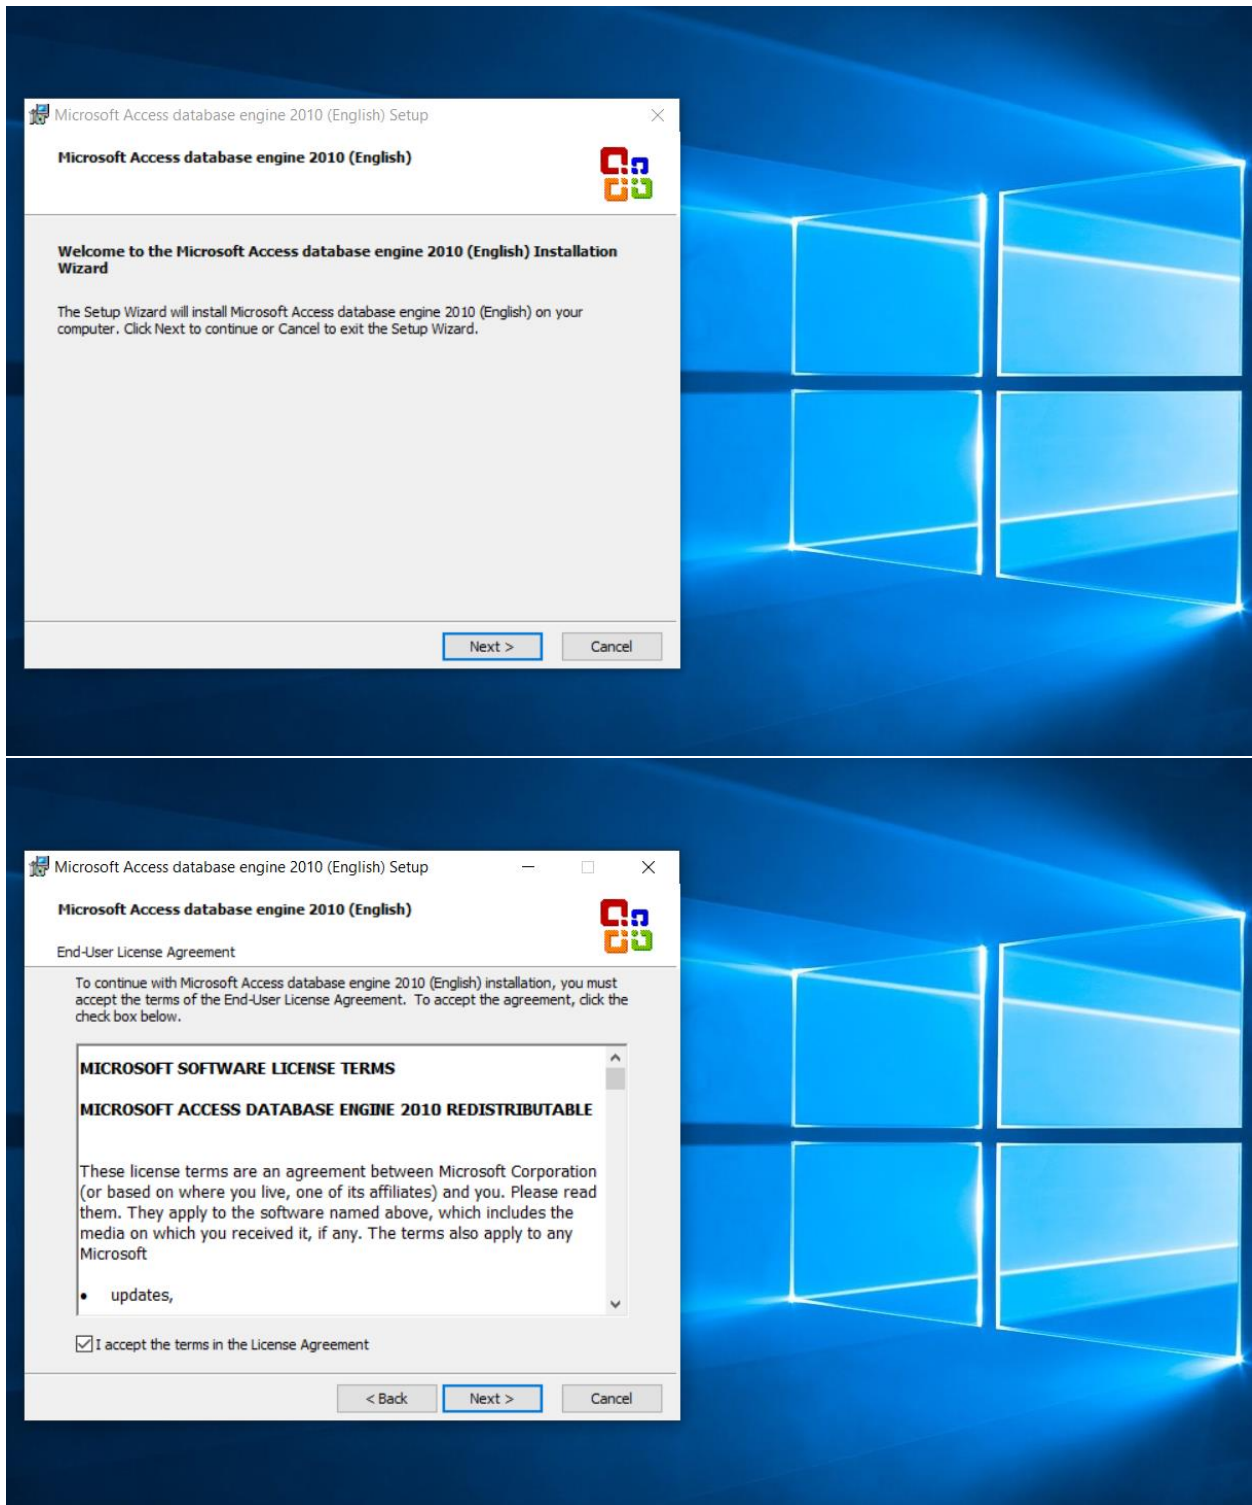 Microsoft Access database engine 2010 (English) Setup
Microsoft Access database engine 2010 (English)
Welcome to the Microsoft Access database engine 2010 (English) Installation
Wizard
The Setup Wizard will install Microsoft Access database engine 2010 (English) on your
computer. Click Next to continue or Cancel to exit the Setup Wizard.
Next >
Cancel
Microsoft Access database engine 2010 (English) Setup
Microsoft Access database engine 2010 (English)
End-User License Agreement
To continue with Microsoft Access database engine 2010 (English) installation, you must
accept the terms of the End-User License Agreement.  To accept the agreement, click the
check box below.
MICROSOFT SOFTWARE LICENSE TERMS
MICROSOFT ACCESS DATABASE ENGINE 2010 REDISTRIBUTABLE
These license terms are an agreement between Microsoft Corporation
(or based on where you live, one of its affiliates) and you. Please read
them. They apply to the software named above, which includes the
media on which you received it, if any. The terms also apply to any
Microsoft
• updates,
I accept the terms in the License Agreement
< Back
Next >
Cancel